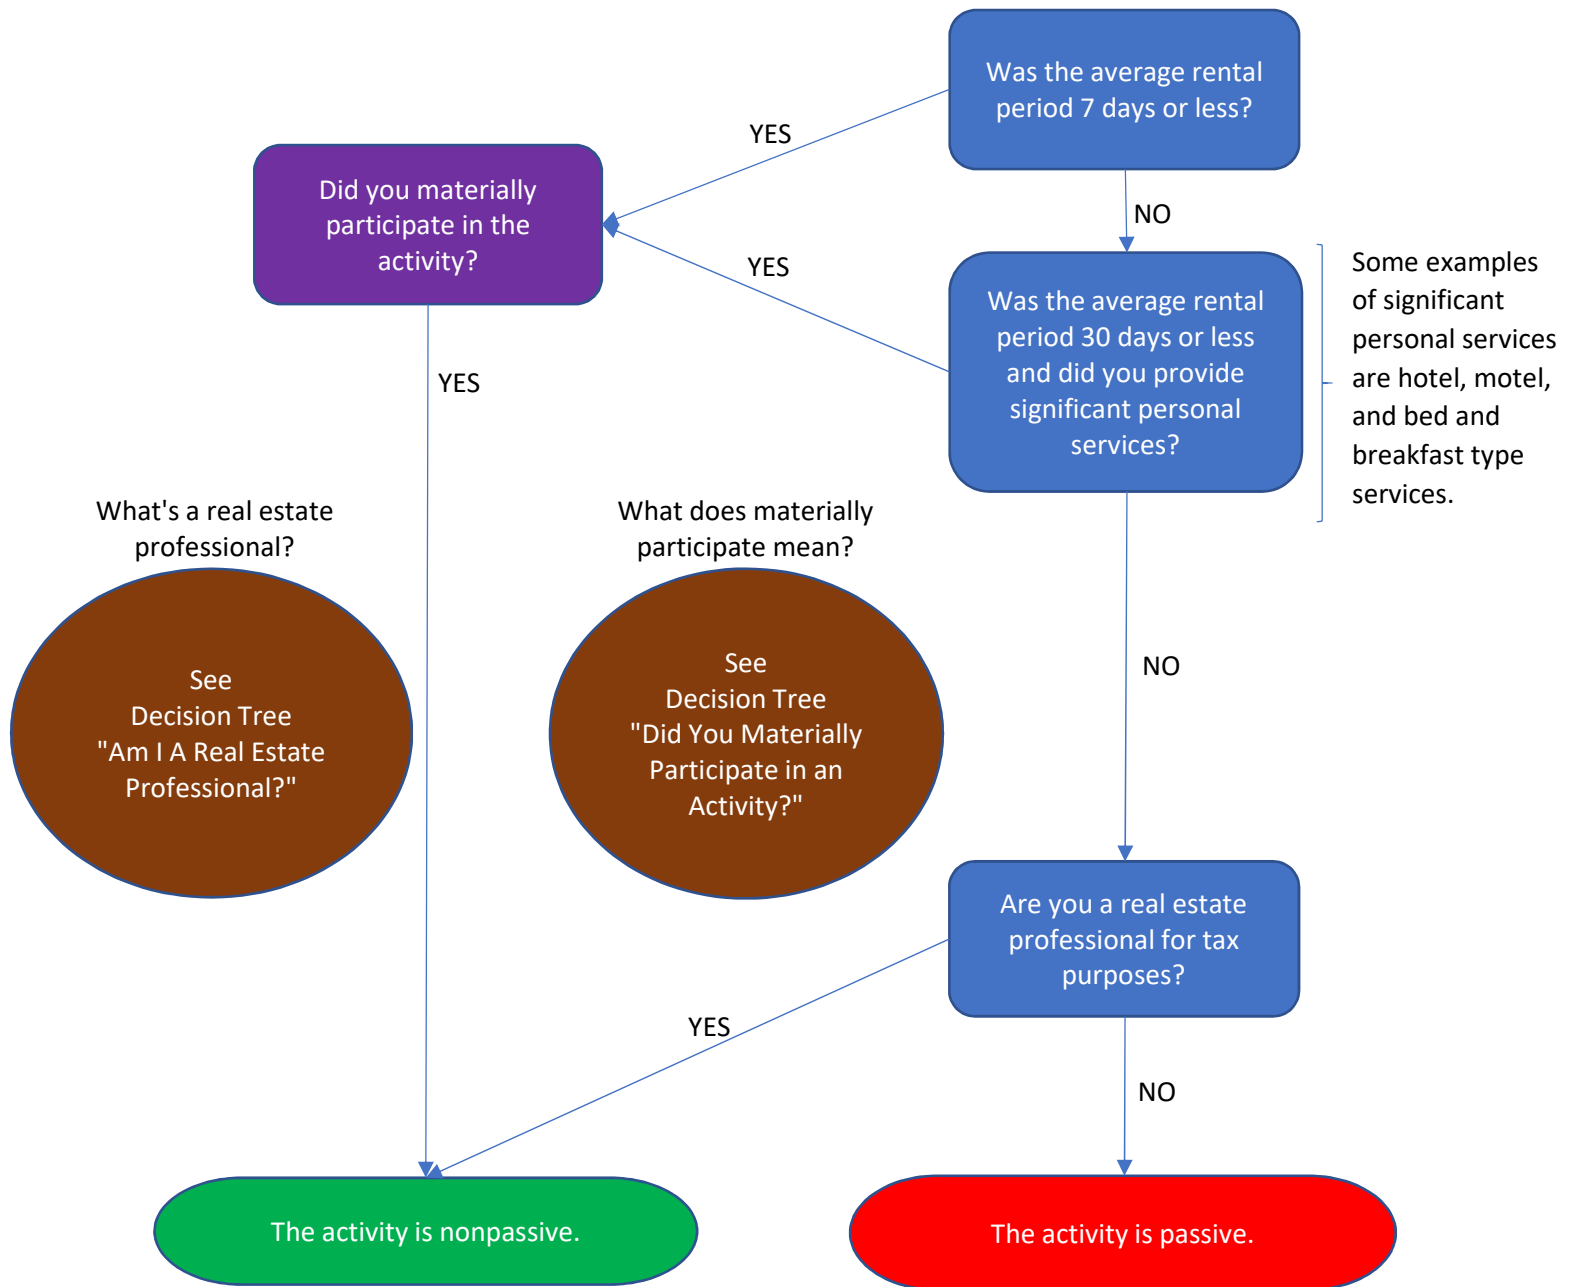 Was the average rental
period 7 days or less?
YES
Did you materially
participate in the
activity?
NO
YES
Was the average rental
period 30 days or less
and did you provide
significant personal
services?
Some examples
of significant
personal services
are hotel, motel,
and bed and
breakfast type
services.
YES
What's a real estate
professional?
What does materially
participate mean?
See
Decision Tree
"Am I A Real Estate
Professional?"
See
Decision Tree
"Did You Materially
Participate in an
Activity?"
NO
Are you a real estate
professional for tax
purposes?
YES
NO
The activity is nonpassive.
The activity is passive.